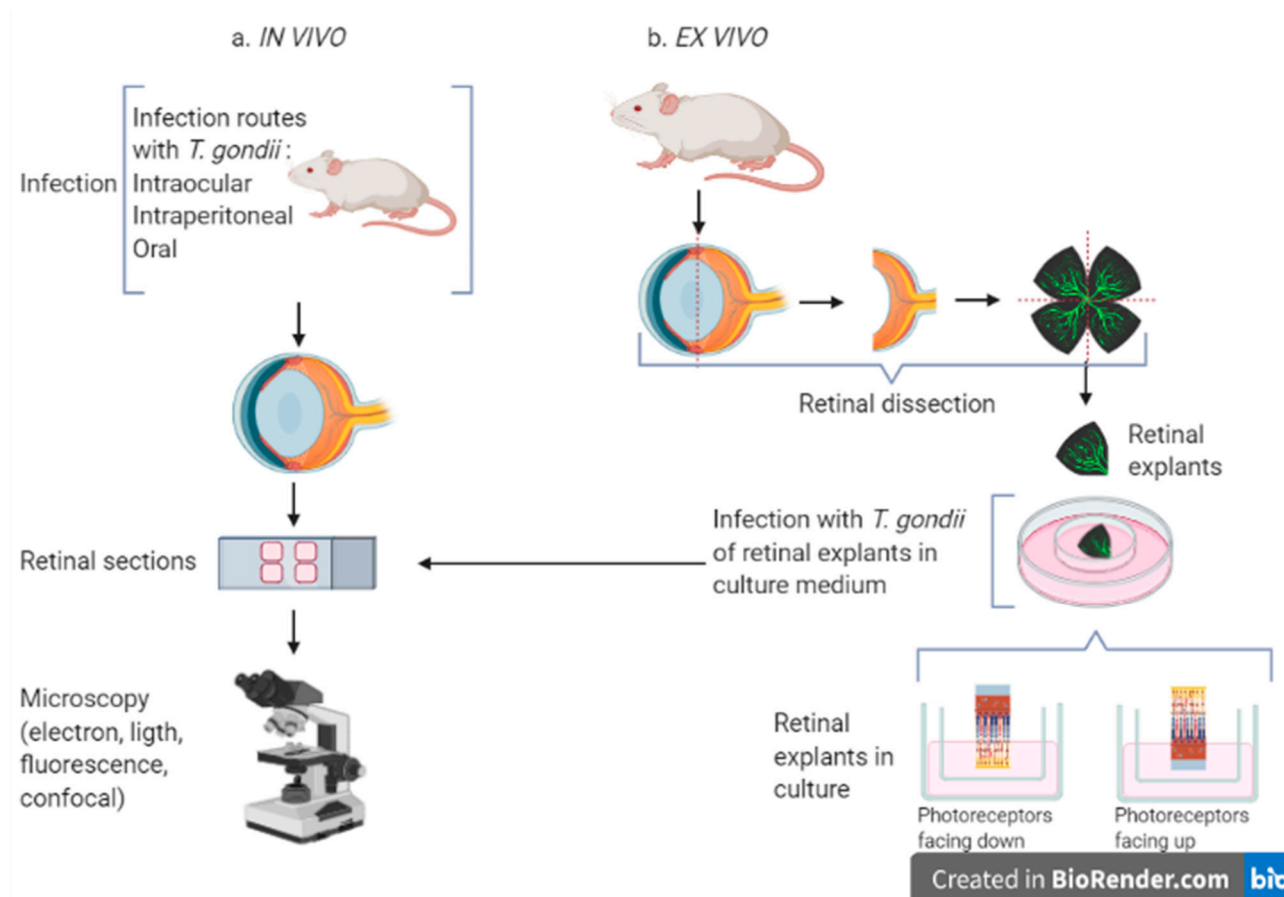 a. IN VIVO
b. EX VIVO
Infection
Infection routes
with T. gondii :
Intraocular
Intraperitoneal
Oral
Retinal dissection
Retinal
explants
Infection with T. gondii
of retinal explants in
culture medium
Retinal sections
Microscopy
(electron, ligth,
fluorescence,
confocal)
Retinal
explants in
culture
Photoreceptors
facing down
Photoreceptors
facing up
Created in BioRender.com
bio